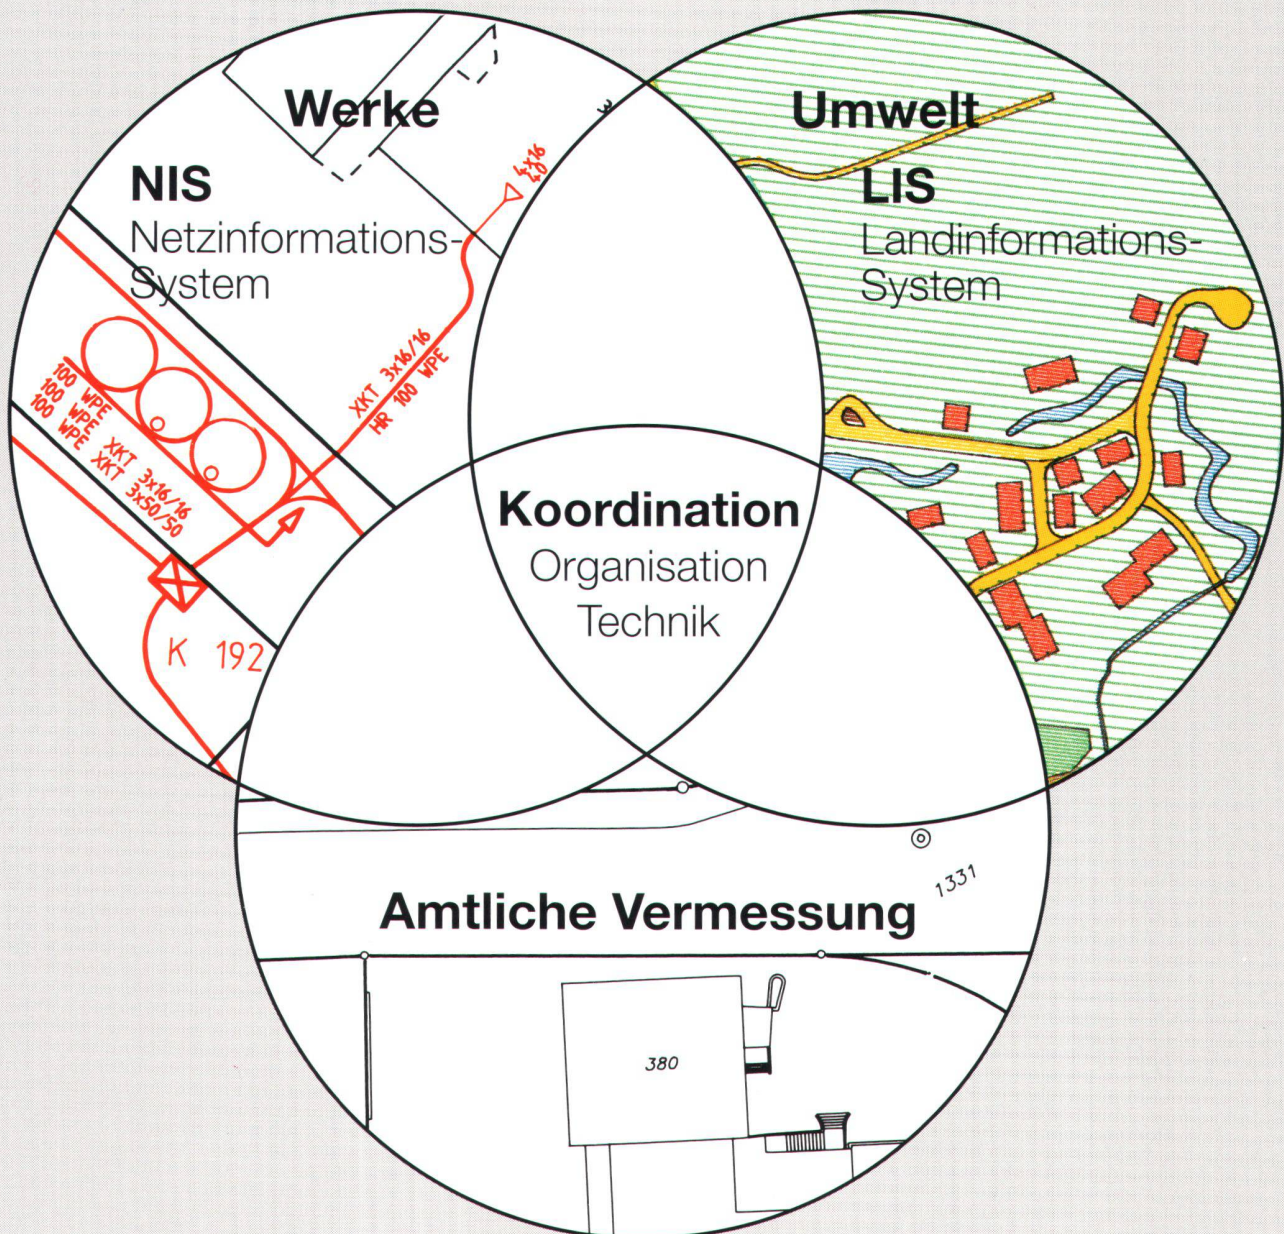 Werke
NIS
Netzinformations-
System
4x16
40
XKT 3x16/16
HR 100 WPE
100 WPE
100 WPE XKT 3x16/16
100 WPE XKT 3x50/50
K 192
Umwelt
LIS
Landinformations-
System
Koordination
Organisation
Technik
Amtliche Vermessung
1331
380